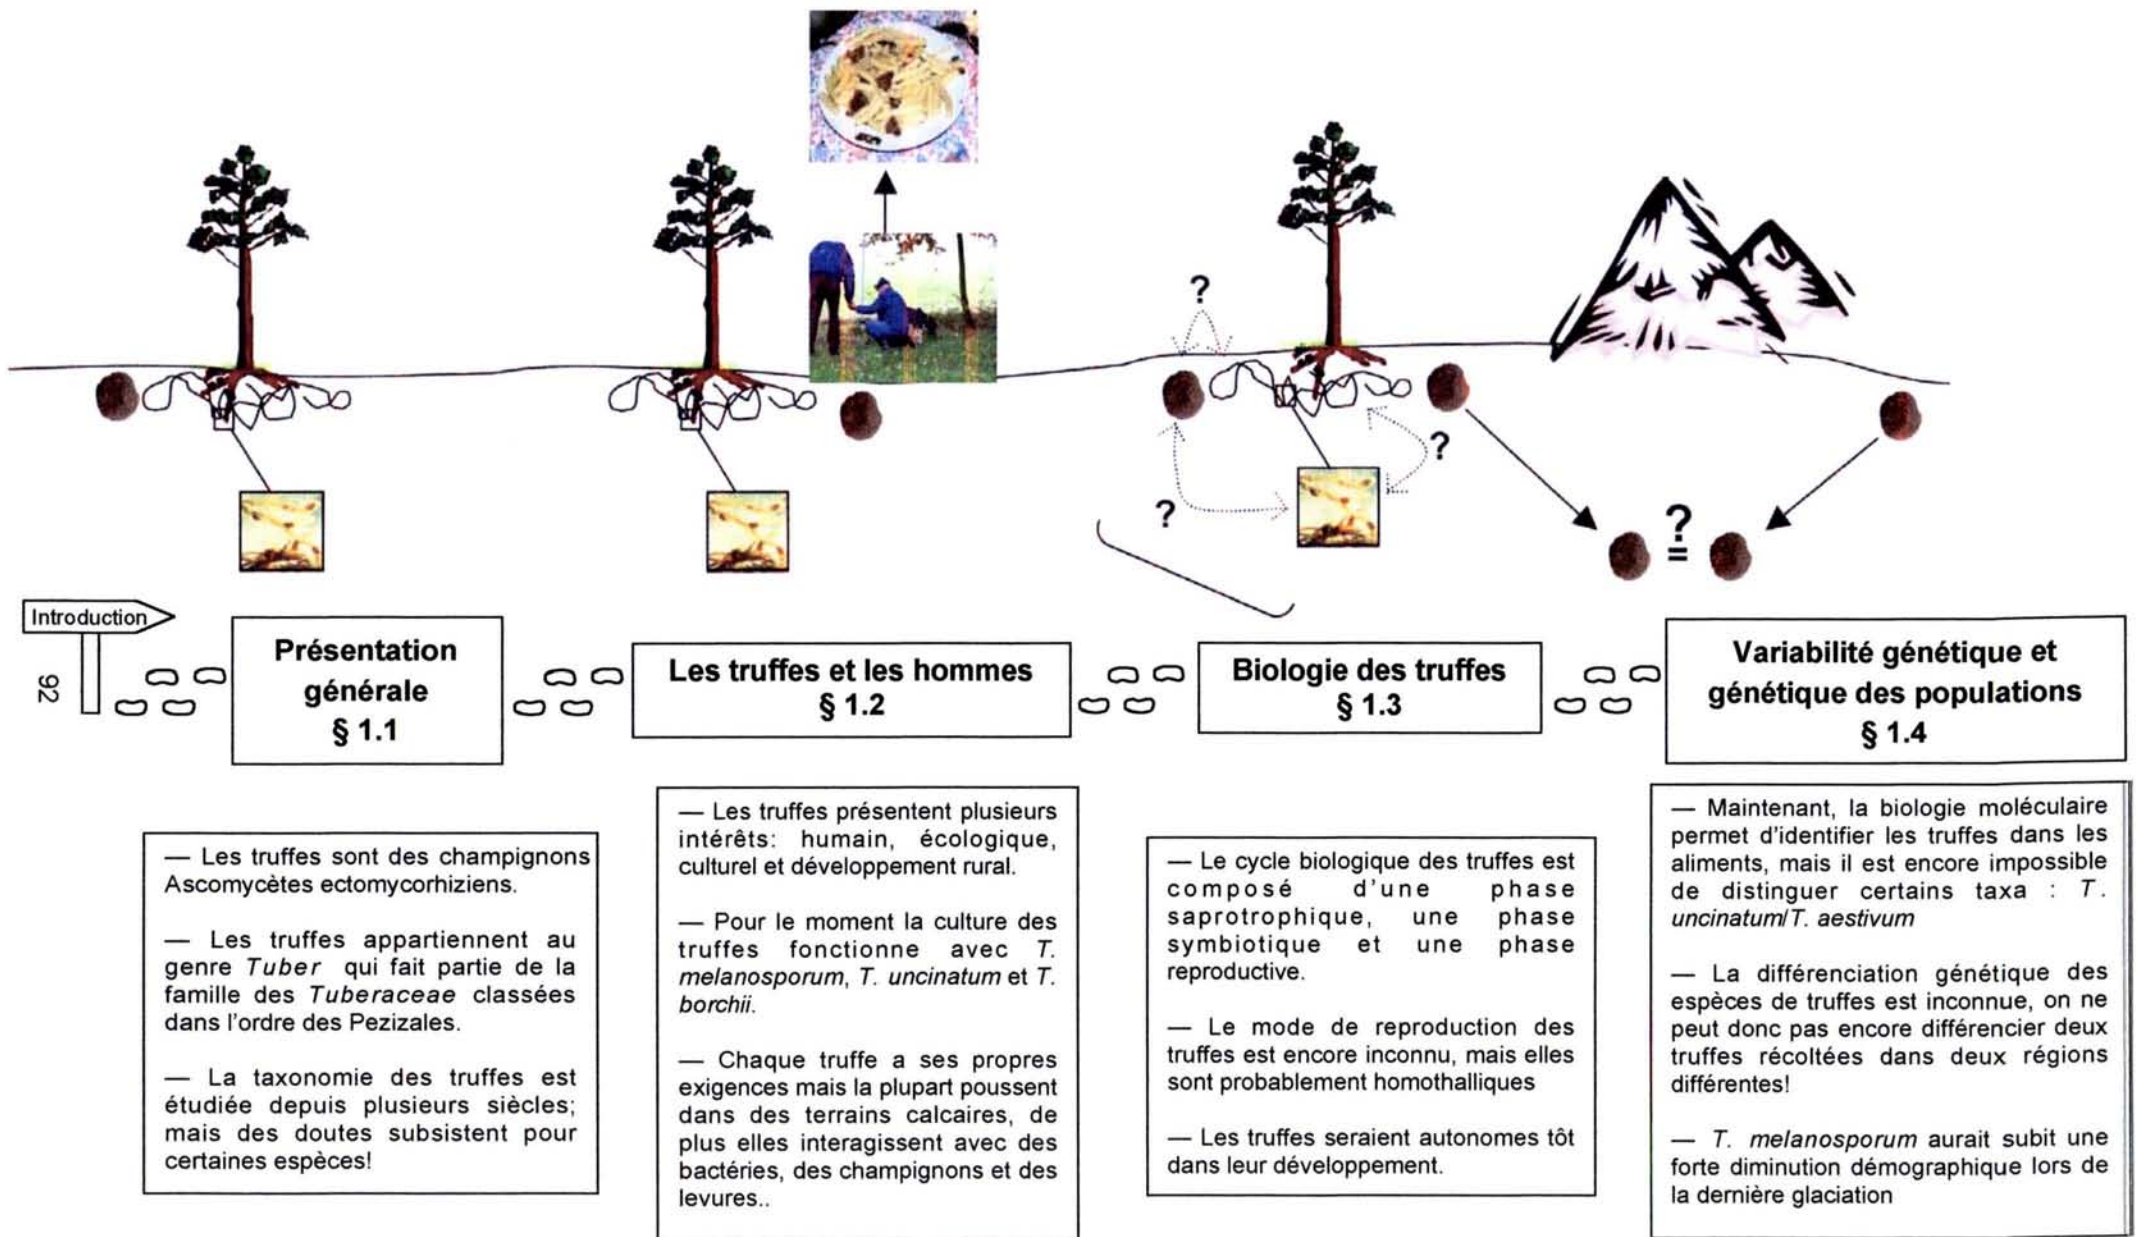 ?
?
?
?
=
Introduction
92
Présentation
générale
§ 1.1
Les truffes et les hommes
§ 1.2
Biologie des truffes
§ 1.3
Variabilité génétique et
génétique des populations
§ 1.4
— Les truffes sont des champignons
Ascomycètes ectomycorhiziens.
— Les truffes appartiennent au
genre Tuber qui fait partie de la
famille des Tuberaceae classées
dans l'ordre des Pezizales.
— La taxonomie des truffes est
étudiée depuis plusieurs siècles;
mais des doutes subsistent pour
certaines espèces!
— Les truffes présentent plusieurs
intérêts: humain, écologique,
culturel et développement rural.
— Pour le moment la culture des
truffes fonctionne avec T.
melanosporum, T. uncinatum et T.
borchii.
— Chaque truffe a ses propres
exigences mais la plupart poussent
dans des terrains calcaires, de
plus elles interagissent avec des
bactéries, des champignons et des
levures..
— Le cycle biologique des truffes est
composé d'une phase
saprotrophique, une phase
symbiotique et une phase
reproductive.
— Le mode de reproduction des
truffes est encore inconnu, mais elles
sont probablement homothalliques
— Les truffes seraient autonomes tôt
dans leur développement.
— Maintenant, la biologie moléculaire
permet d'identifier les truffes dans les
aliments, mais il est encore impossible
de distinguer certains taxa : T.
uncinatum/T. aestivum
— La différenciation génétique des
espèces de truffes est inconnue, on ne
peut donc pas encore différencier deux
truffes récoltées dans deux régions
différentes!
— T. melanosporum aurait subit une
forte diminution démographique lors de
la dernière glaciation